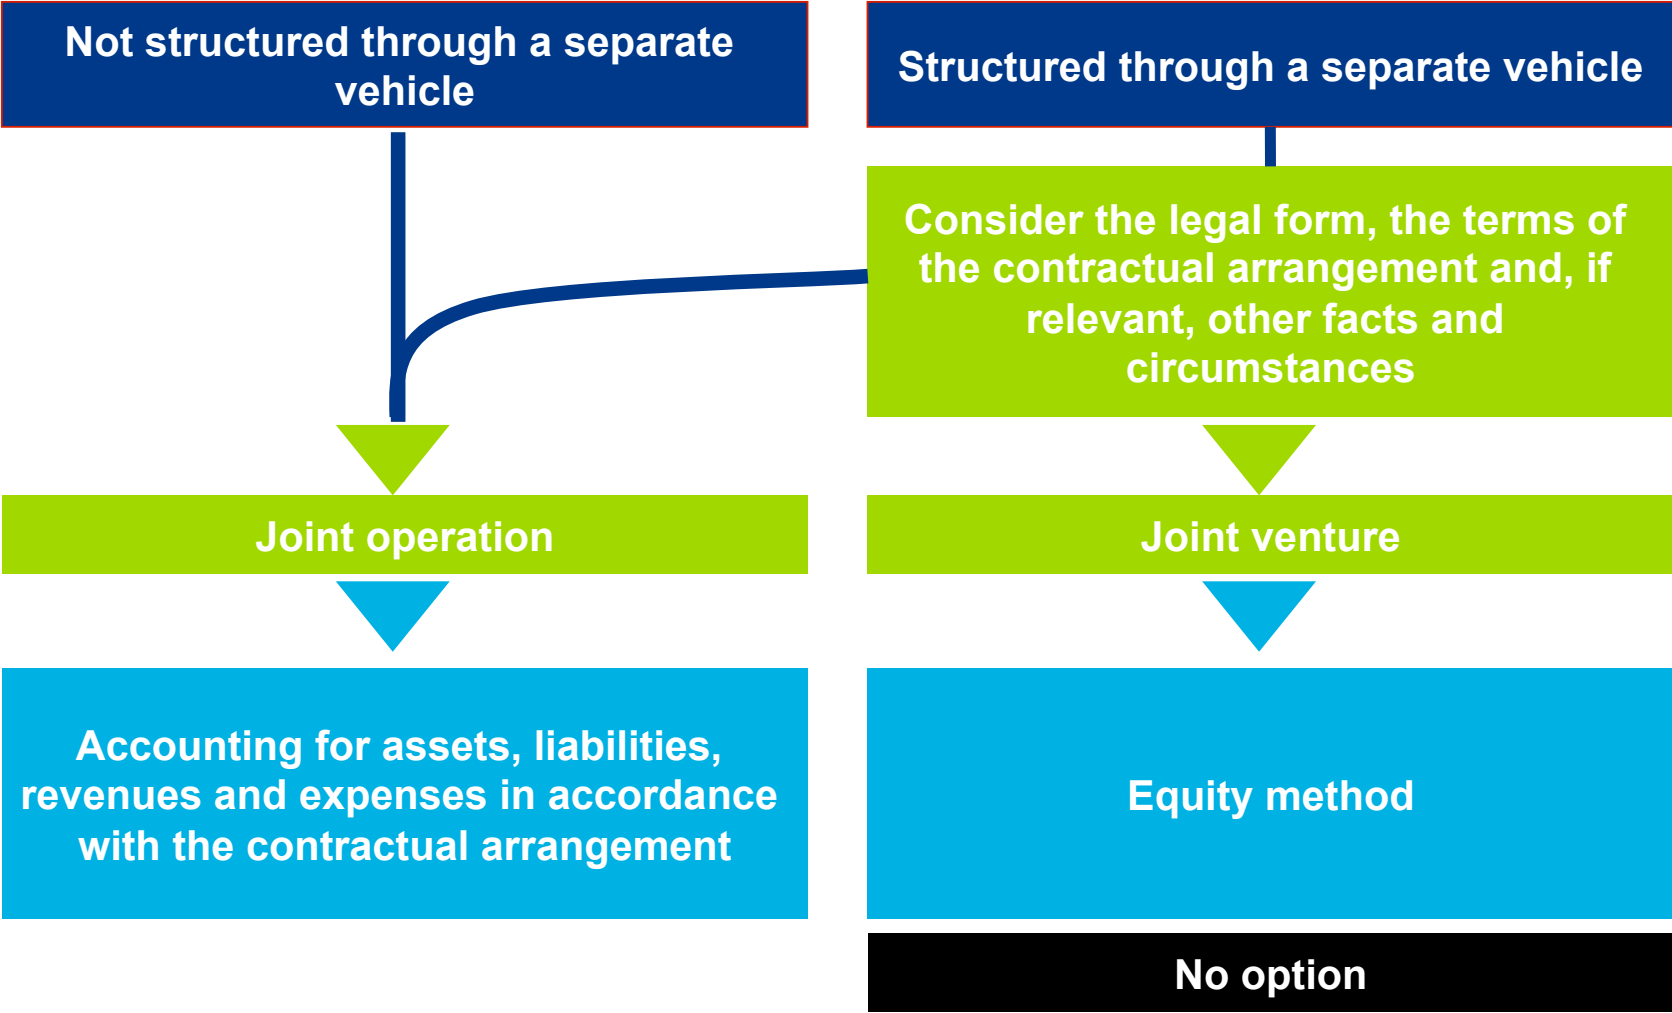 Not structured through a separate
vehicle
Structured through a separate vehicle
Consider the legal form, the terms of
the contractual arrangement and, if
relevant, other facts and
circumstances
Joint operation
Joint venture
Accounting for assets, liabilities,
revenues and expenses in accordance
with the contractual arrangement
Equity method
No option